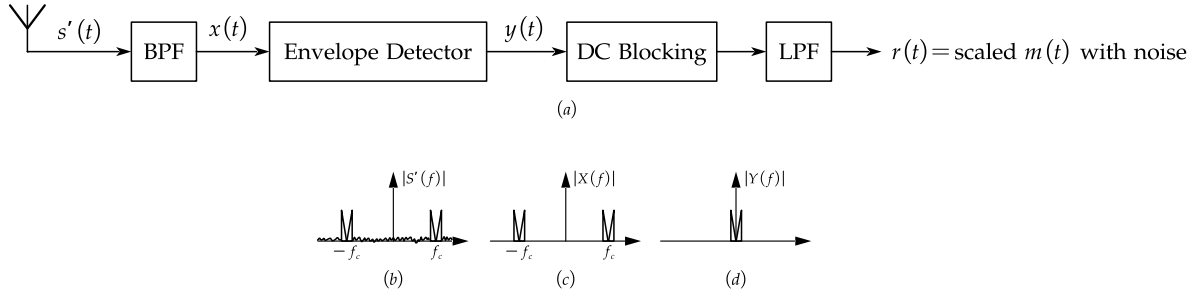 s′(t) BPF x(t) Envelope Detector y(t) DC Blocking LPF r(t) = scaled m(t) with noise
(a)
|S′(f)| |X(f)| |Y(f)|
−f_c f_c −f_c f_c
(b) (c) (d)